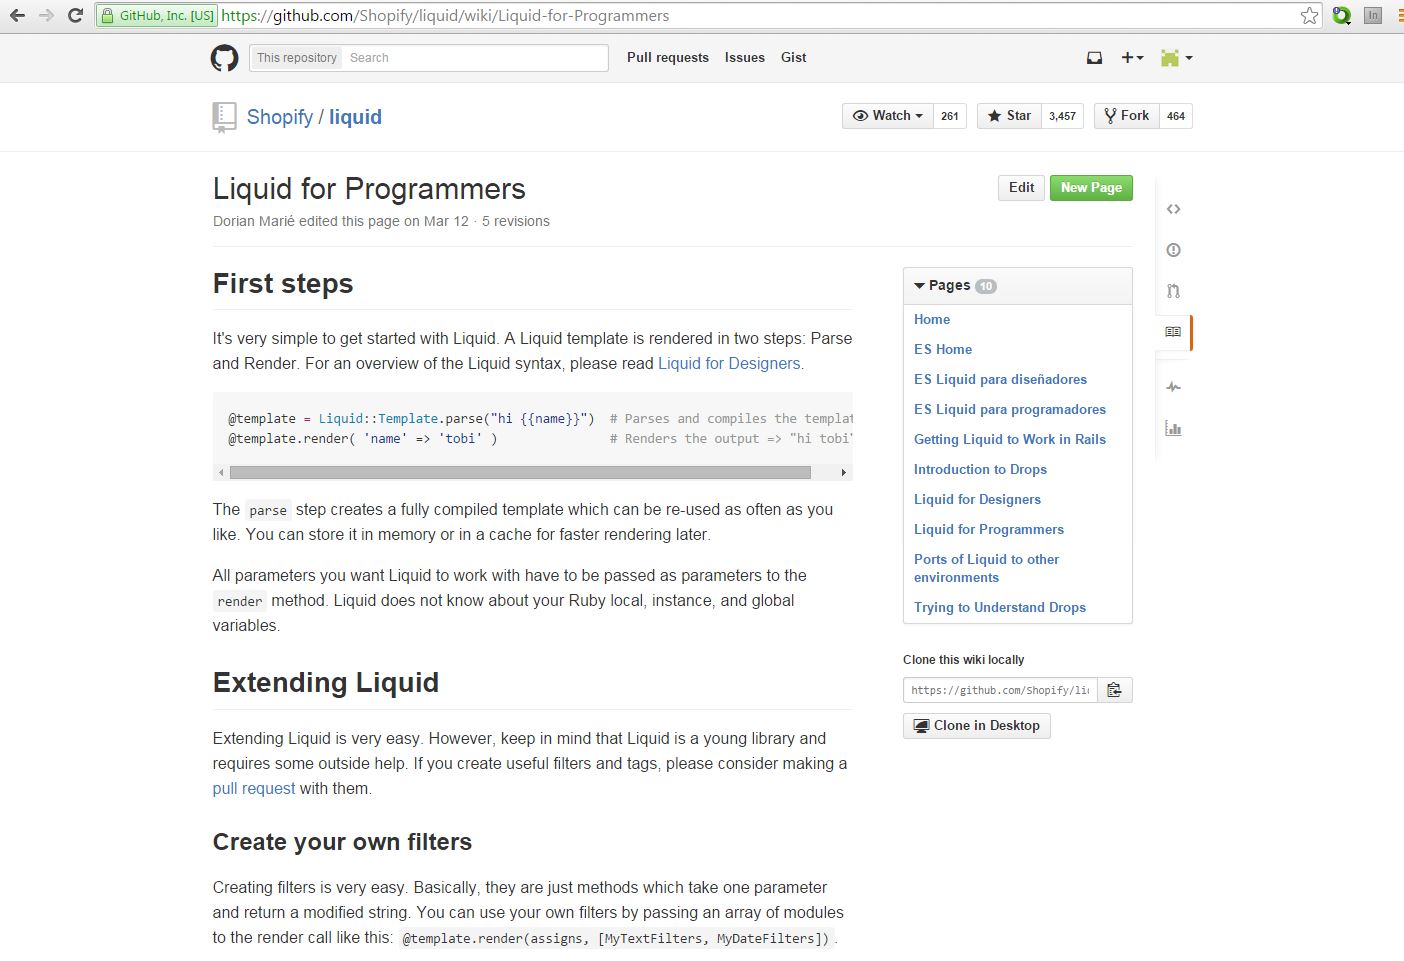 GitHub, Inc. [US] https://github.com/Shopify/liquid/wiki/Liquid-for-Programmers
This repository Search Pull requests Issues Gist
Shopify / liquid
Watch 261 Star 3,457 Fork 464
Liquid for Programmers
Edit New Page
Dorian Marié edited this page on Mar 12 · 5 revisions
First steps
It's very simple to get started with Liquid. A Liquid template is rendered in two steps: Parse
and Render. For an overview of the Liquid syntax, please read Liquid for Designers.
@template = Liquid::Template.parse("hi {{name}}")  # Parses and compiles the templat
@template.render( 'name' => 'tobi' )               # Renders the output => "hi tobi"
The parse step creates a fully compiled template which can be re-used as often as you
like. You can store it in memory or in a cache for faster rendering later.
All parameters you want Liquid to work with have to be passed as parameters to the
render method. Liquid does not know about your Ruby local, instance, and global
variables.
Extending Liquid
Extending Liquid is very easy. However, keep in mind that Liquid is a young library and
requires some outside help. If you create useful filters and tags, please consider making a
pull request with them.
Create your own filters
Creating filters is very easy. Basically, they are just methods which take one parameter
and return a modified string. You can use your own filters by passing an array of modules
to the render call like this: @template.render(assigns, [MyTextFilters, MyDateFilters]).
Pages 10
Home
ES Home
ES Liquid para diseñadores
ES Liquid para programadores
Getting Liquid to Work in Rails
Introduction to Drops
Liquid for Designers
Liquid for Programmers
Ports of Liquid to other
environments
Trying to Understand Drops
Clone this wiki locally
https://github.com/Shopify/li
Clone in Desktop